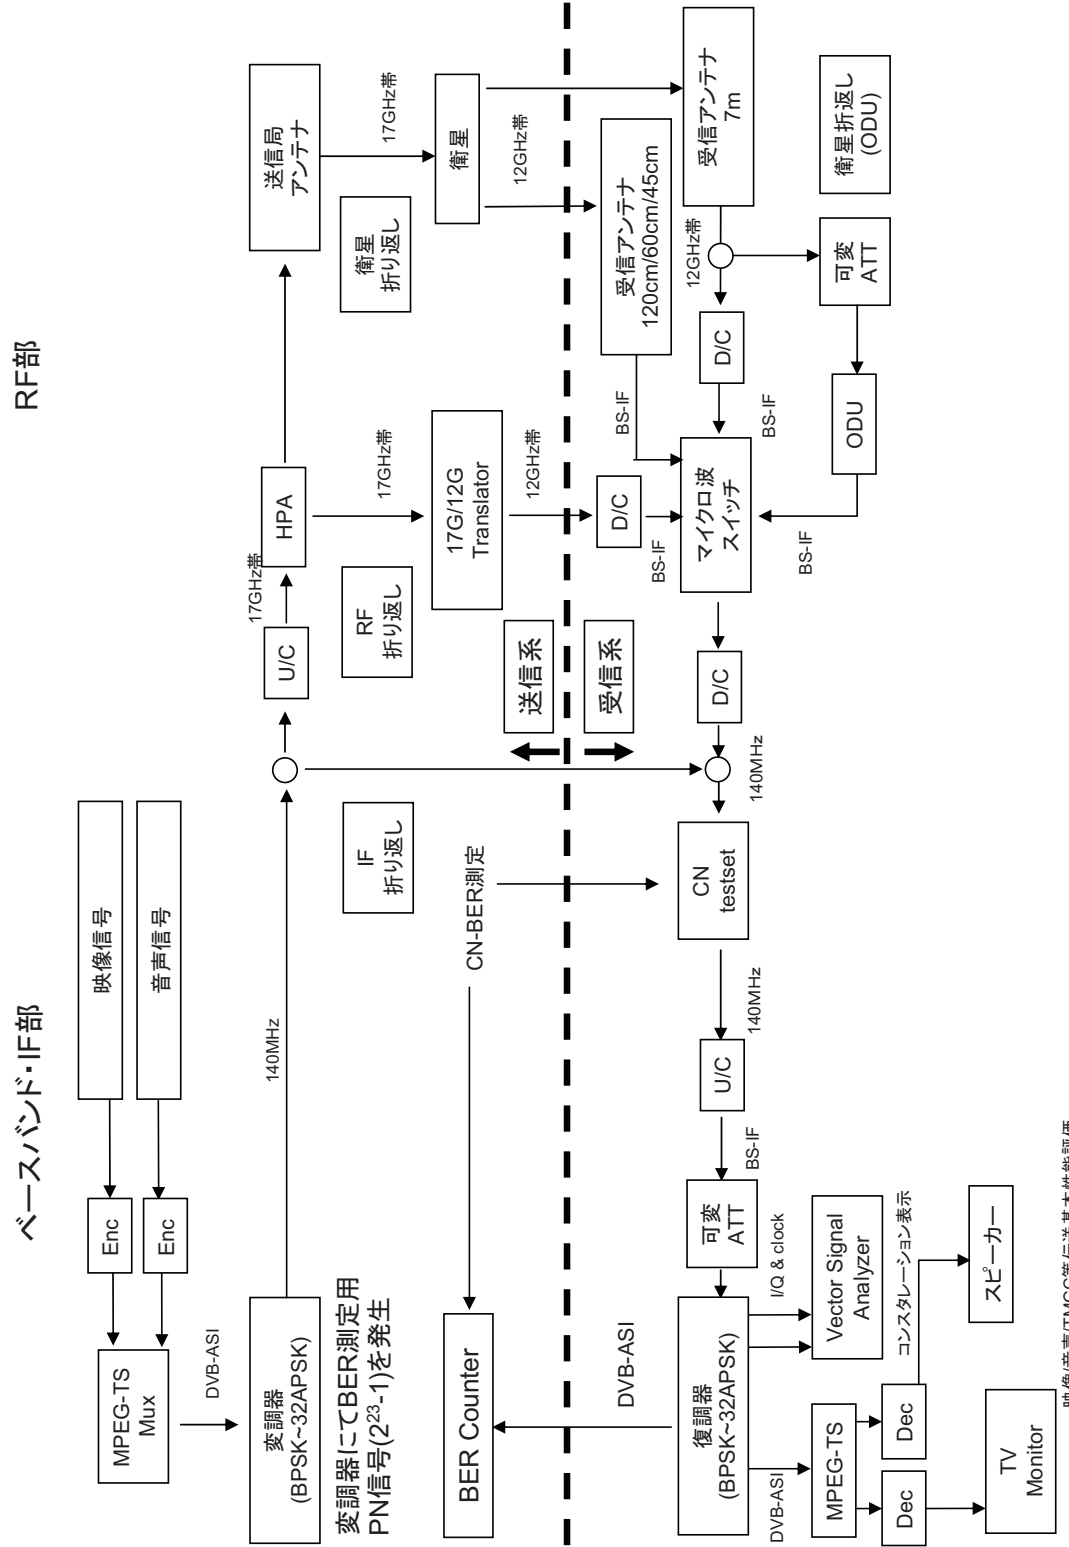 ベースバンド・IF部
RF部
映像信号
音声信号
Enc
Enc
MPEG-TS
Mux
DVB-ASI
変調器
(BPSK~32APSK)
変調器にてBER測定用
PN信号(2²³-1)を発生
140MHz
U/C
17GHz帯
HPA
送信局
アンテナ
17GHz帯
衛星
12GHz帯
衛星
折り返し
17GHz帯
17G/12G
Translator
12GHz帯
RF
折り返し
IF
折り返し
送信系
受信系
CN-BER測定
BER Counter
DVB-ASI
受信アンテナ
120cm/60cm/45cm
受信アンテナ
7m
12GHz帯
衛星折返し
(ODU)
可変
ATT
ODU
D/C
BS-IF
BS-IF
D/C
BS-IF
BS-IF
マイクロ波
スイッチ
D/C
140MHz
CN
testset
140MHz
U/C
BS-IF
可変
ATT
復調器
(BPSK~32APSK)
I/Q & clock
Vector Signal
Analyzer
コンスタレーション表示
DVB-ASI
MPEG-TS
Dec
Dec
スピーカー
TV
Monitor